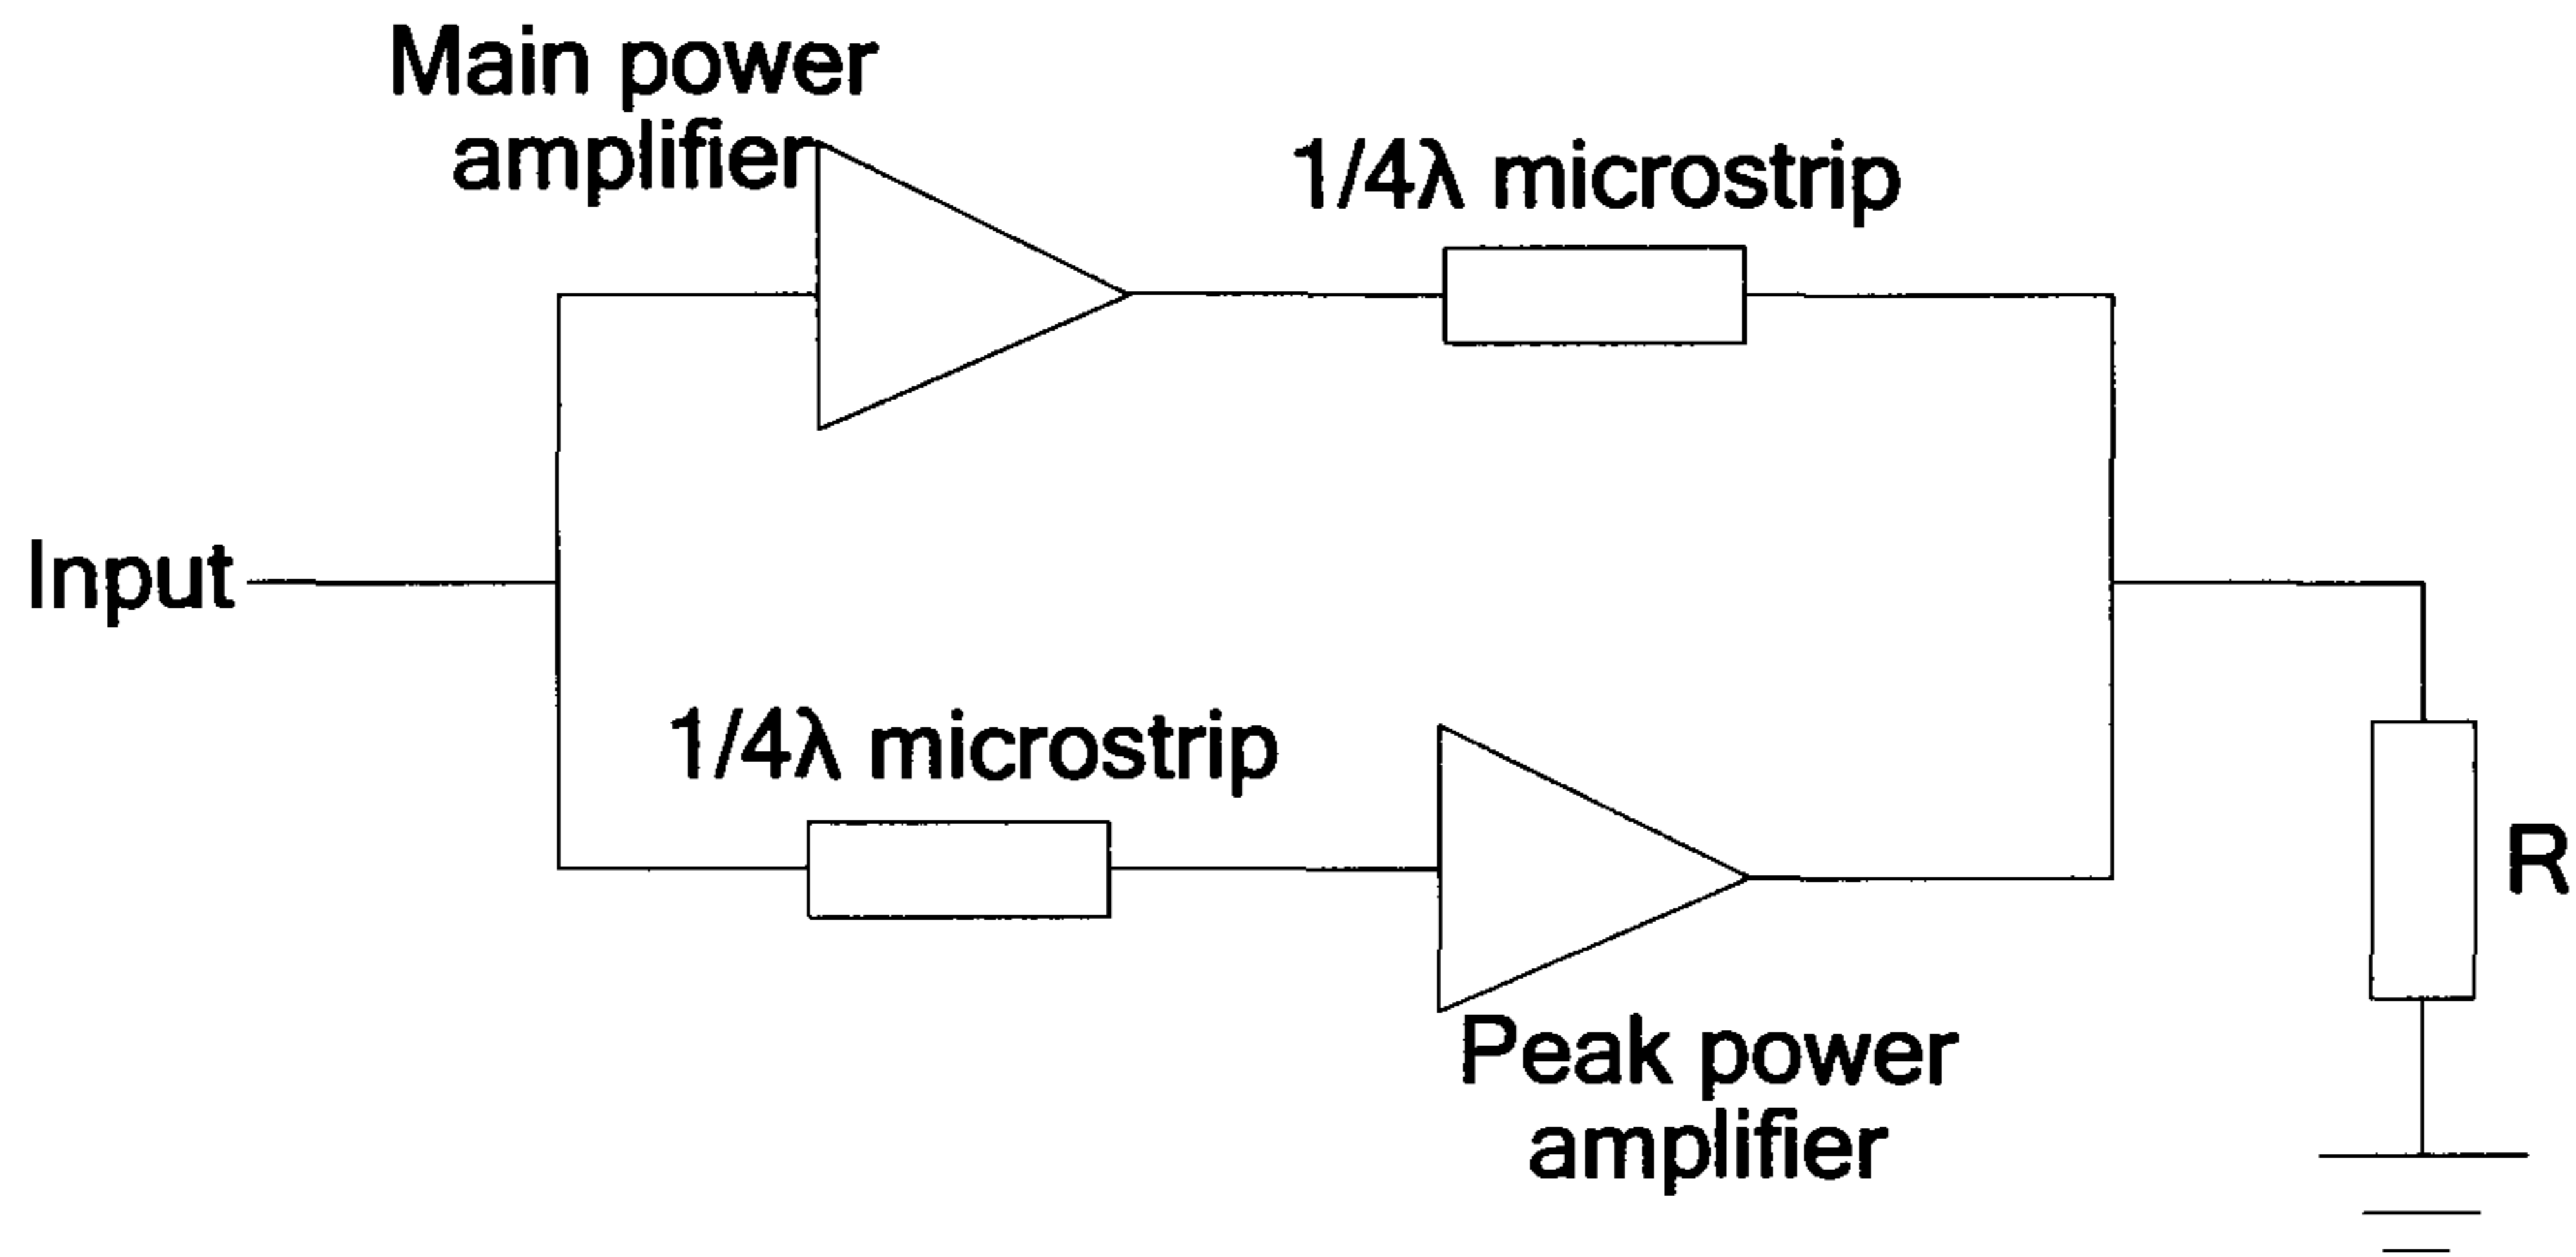 Main power
amplifier
1/4λ microstrip
Input
1/4λ microstrip
R
Peak power
amplifier